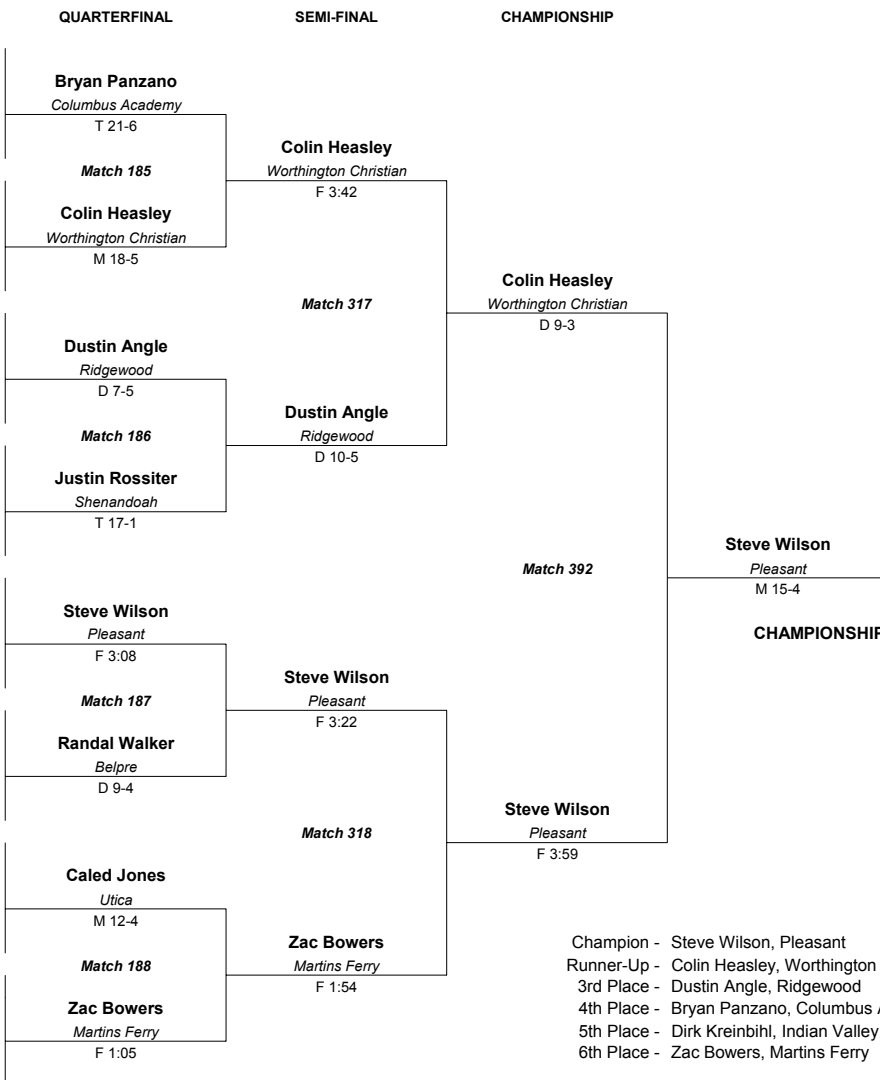 QUARTERFINAL SEMI-FINAL CHAMPIONSHIP
Bryan Panzano
Columbus Academy
T 21-6
Colin Heasley
Match 185
Worthington Christian
F 3:42
Colin Heasley
Worthington Christian
M 18-5
Colin Heasley
Match 317
Worthington Christian
D 9-3
Dustin Angle
Ridgewood
D 7-5
Dustin Angle
Match 186
Ridgewood
D 10-5
Justin Rossiter
Shenandoah
T 17-1
Steve Wilson
Match 392
Pleasant
M 15-4
Steve Wilson
Pleasant
CHAMPIONSHIP
F 3:08
Steve Wilson
Match 187
Pleasant
F 3:22
Randal Walker
Belpre
D 9-4
Steve Wilson
Match 318
Pleasant
F 3:59
Caled Jones
Utica
M 12-4
Zac Bowers
Match 188
Martins Ferry
F 1:54
Zac Bowers
Martins Ferry
F 1:05
Champion - Steve Wilson, Pleasant
Runner-Up - Colin Heasley, Worthington
3rd Place - Dustin Angle, Ridgewood
4th Place - Bryan Panzano, Columbus
5th Place - Dirk Kreinbihl, Indian Valley
6th Place - Zac Bowers, Martins Ferry